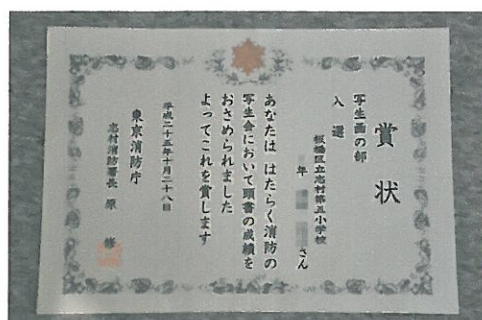 賞状
写生画の部
入選
板橋区立志村第五小学校
年 さん
あなたは はたらく消防の
写生会において頭書の成績を
おさめられました
よってこれを賞します
平成二十五年十月二十八日
東京消防庁
志村消防署長 原 修